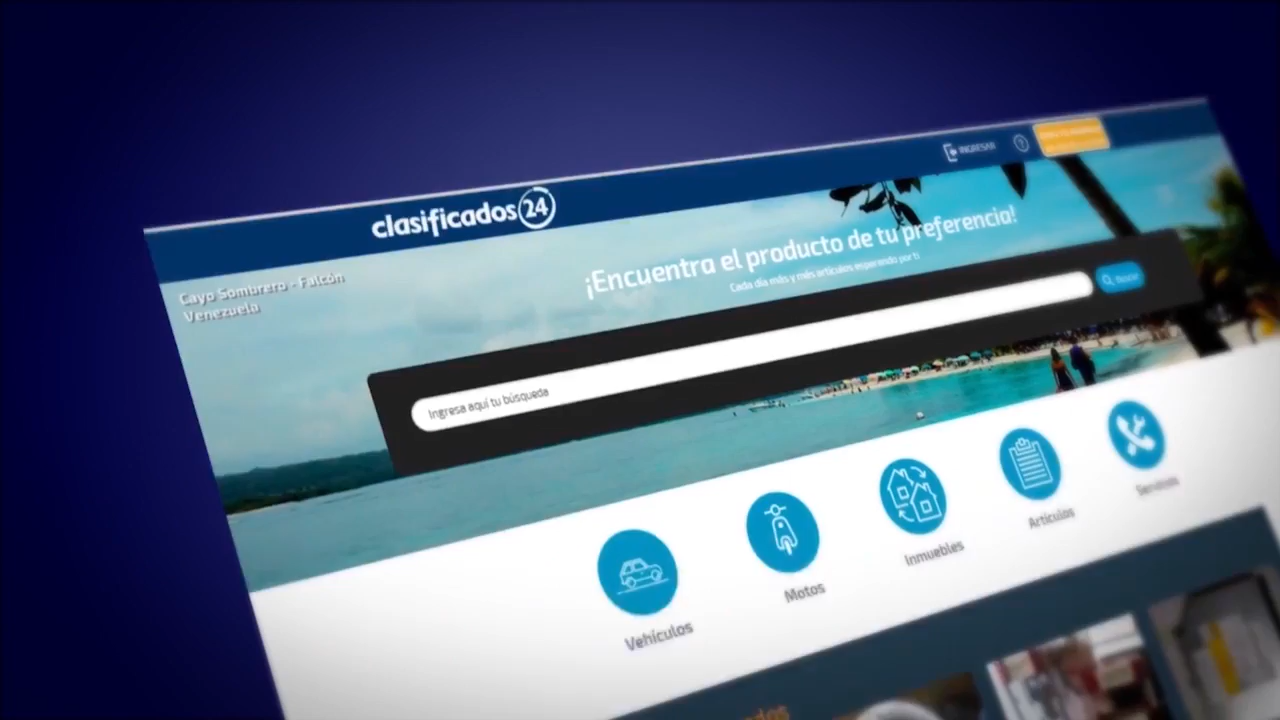 clasificados24
INGRESAR
?
Cayo Sombrero - Falcón
Venezuela
¡Encuentra el producto de tu preferencia!
Cada día más y más artículos esperando por ti
Ingresa aquí tu búsqueda
Buscar
Vehículos
Motos
Inmuebles
Artículos
Servicios